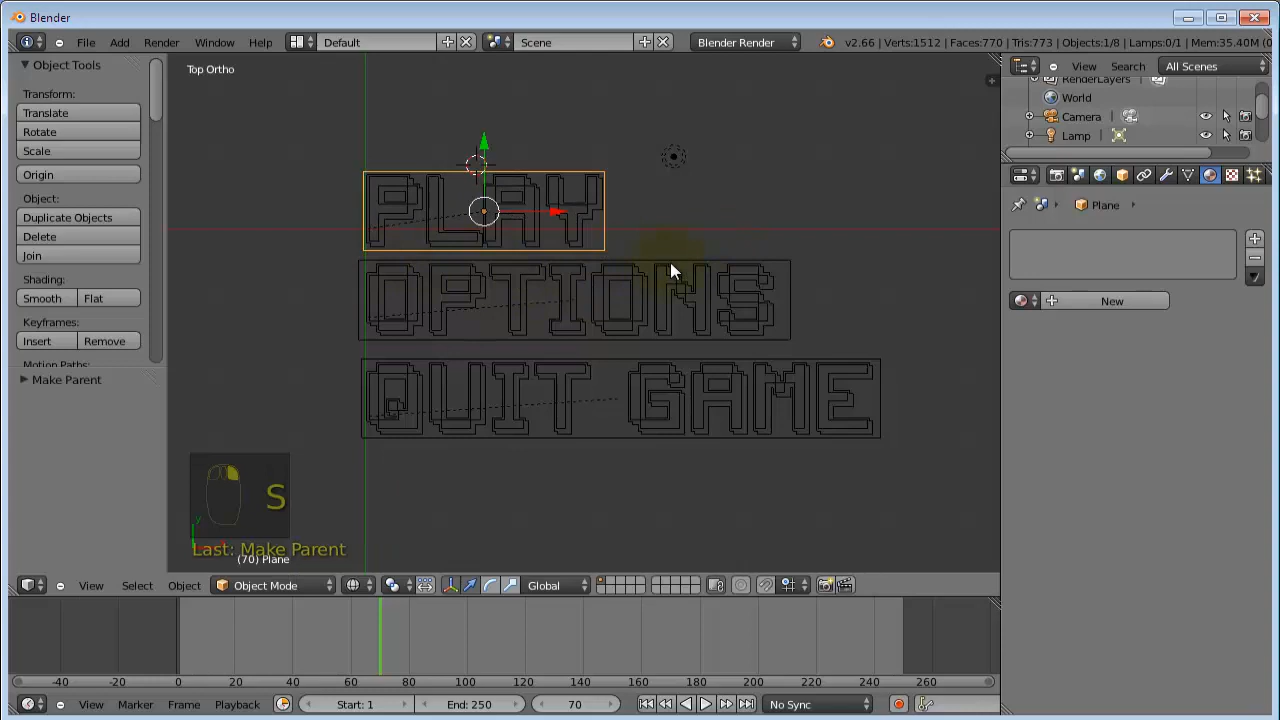 Blender
File Add Render Window Help Default Scene Blender Render v2.66 | Verts:1512 | Faces:770 | Tris:773 | Objects:1/8 | Lamps:0/1 | Mem:35.40M (0
Object Tools
Transform:
Translate
Rotate
Scale
Origin
Object:
Duplicate Objects
Delete
Join
Shading:
Smooth Flat
Keyframes:
Insert Remove
Motion Paths:
Make Parent
Top Ortho
PLAY
OPTIONS
QUIT GAME
S
y
Last: Make Parent
(70) Plane
View Select Object Object Mode Global
-40 -20 0 20 40 60 80 100 120 140 160 180 200 220 240 260
View Marker Frame Playback Start: 1 End: 250 70 No Sync
View Search All Scenes
RenderLayers
World
Camera
Lamp
Plane
New